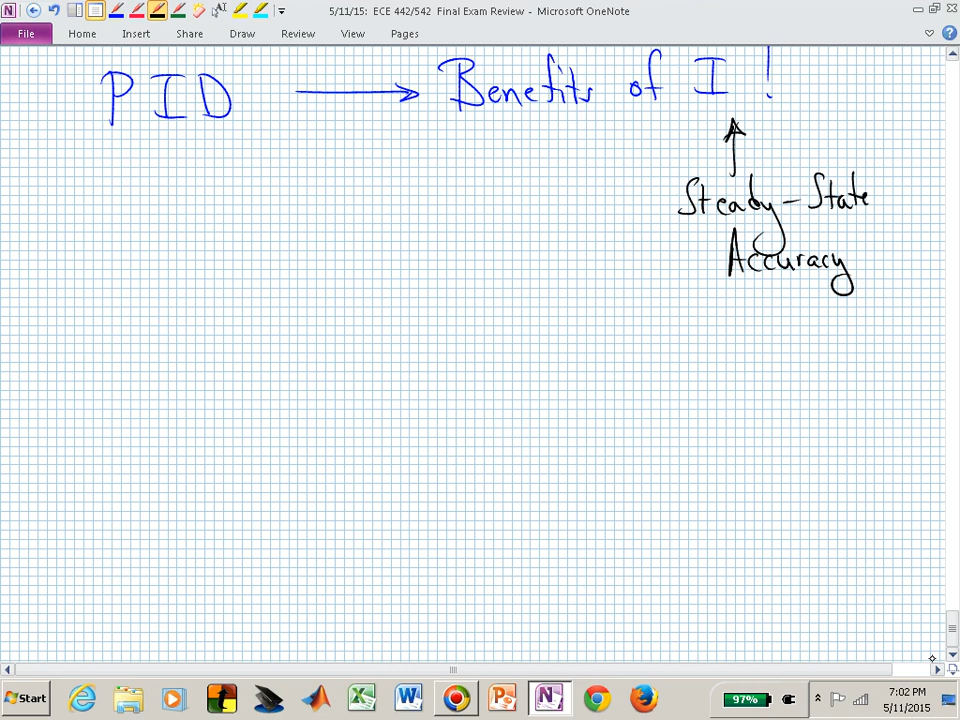 5/11/15: ECE 442/542 Final Exam Review - Microsoft OneNote
File Home Insert Share Draw Review View Pages
PID → Benefits of I !
Steady-State
Accuracy
Start
97%
7:02 PM
5/11/2015